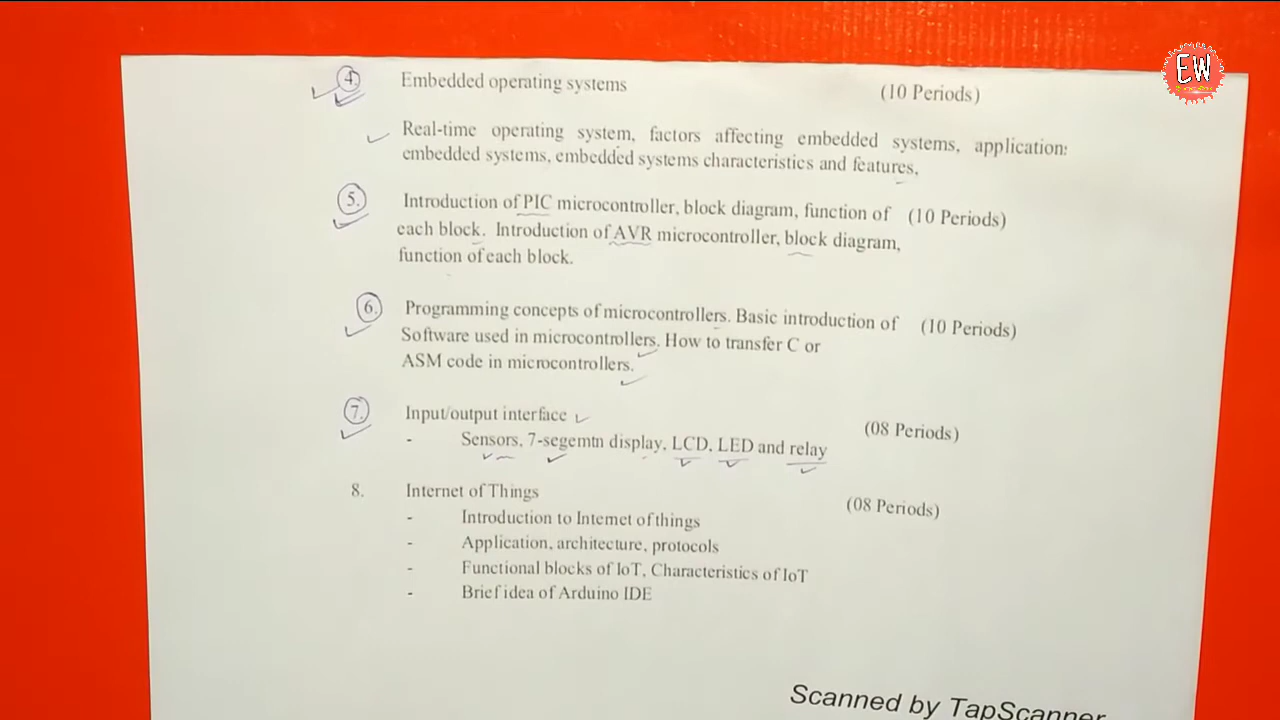 EW
4. Embedded operating systems (10 Periods)
Real-time operating system, factors affecting embedded systems, application:
embedded systems, embedded systems characteristics and features,
5. Introduction of PIC microcontroller, block diagram, function of (10 Periods)
each block. Introduction of AVR microcontroller, block diagram,
function of each block.
6. Programming concepts of microcontrollers. Basic introduction of (10 Periods)
Software used in microcontrollers. How to transfer C or
ASM code in microcontrollers.
7. Input/output interface (08 Periods)
- Sensors, 7-segemtn display, LCD, LED and relay
8. Internet of Things (08 Periods)
- Introduction to Internet of things
- Application, architecture, protocols
- Functional blocks of IoT, Characteristics of IoT
- Brief idea of Arduino IDE
Scanned by TapScanner